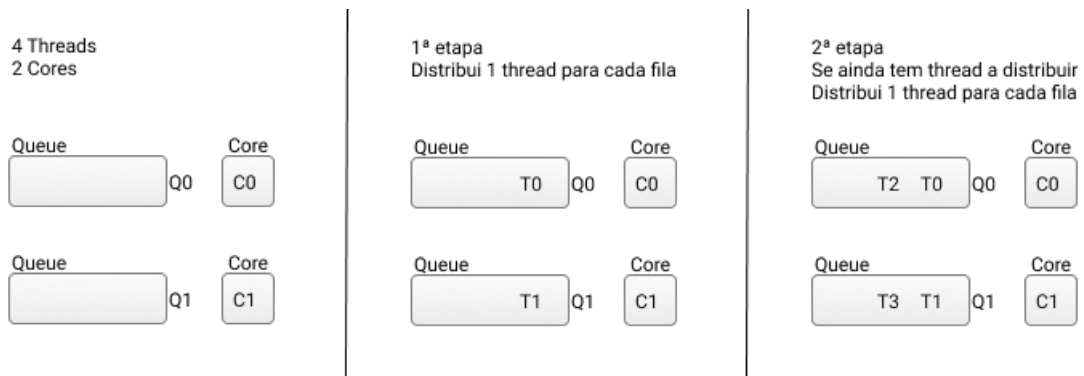 4 Threads
2 Cores
Queue
Core
Q0
C0
Queue
Core
Q1
C1
1ª etapa
Distribui 1 thread para cada fila
Queue
Core
T0
Q0
C0
Queue
Core
T1
Q1
C1
2ª etapa
Se ainda tem thread a distribuir
Distribui 1 thread para cada fila
Queue
Core
T2 T0
Q0
C0
Queue
Core
T3 T1
Q1
C1